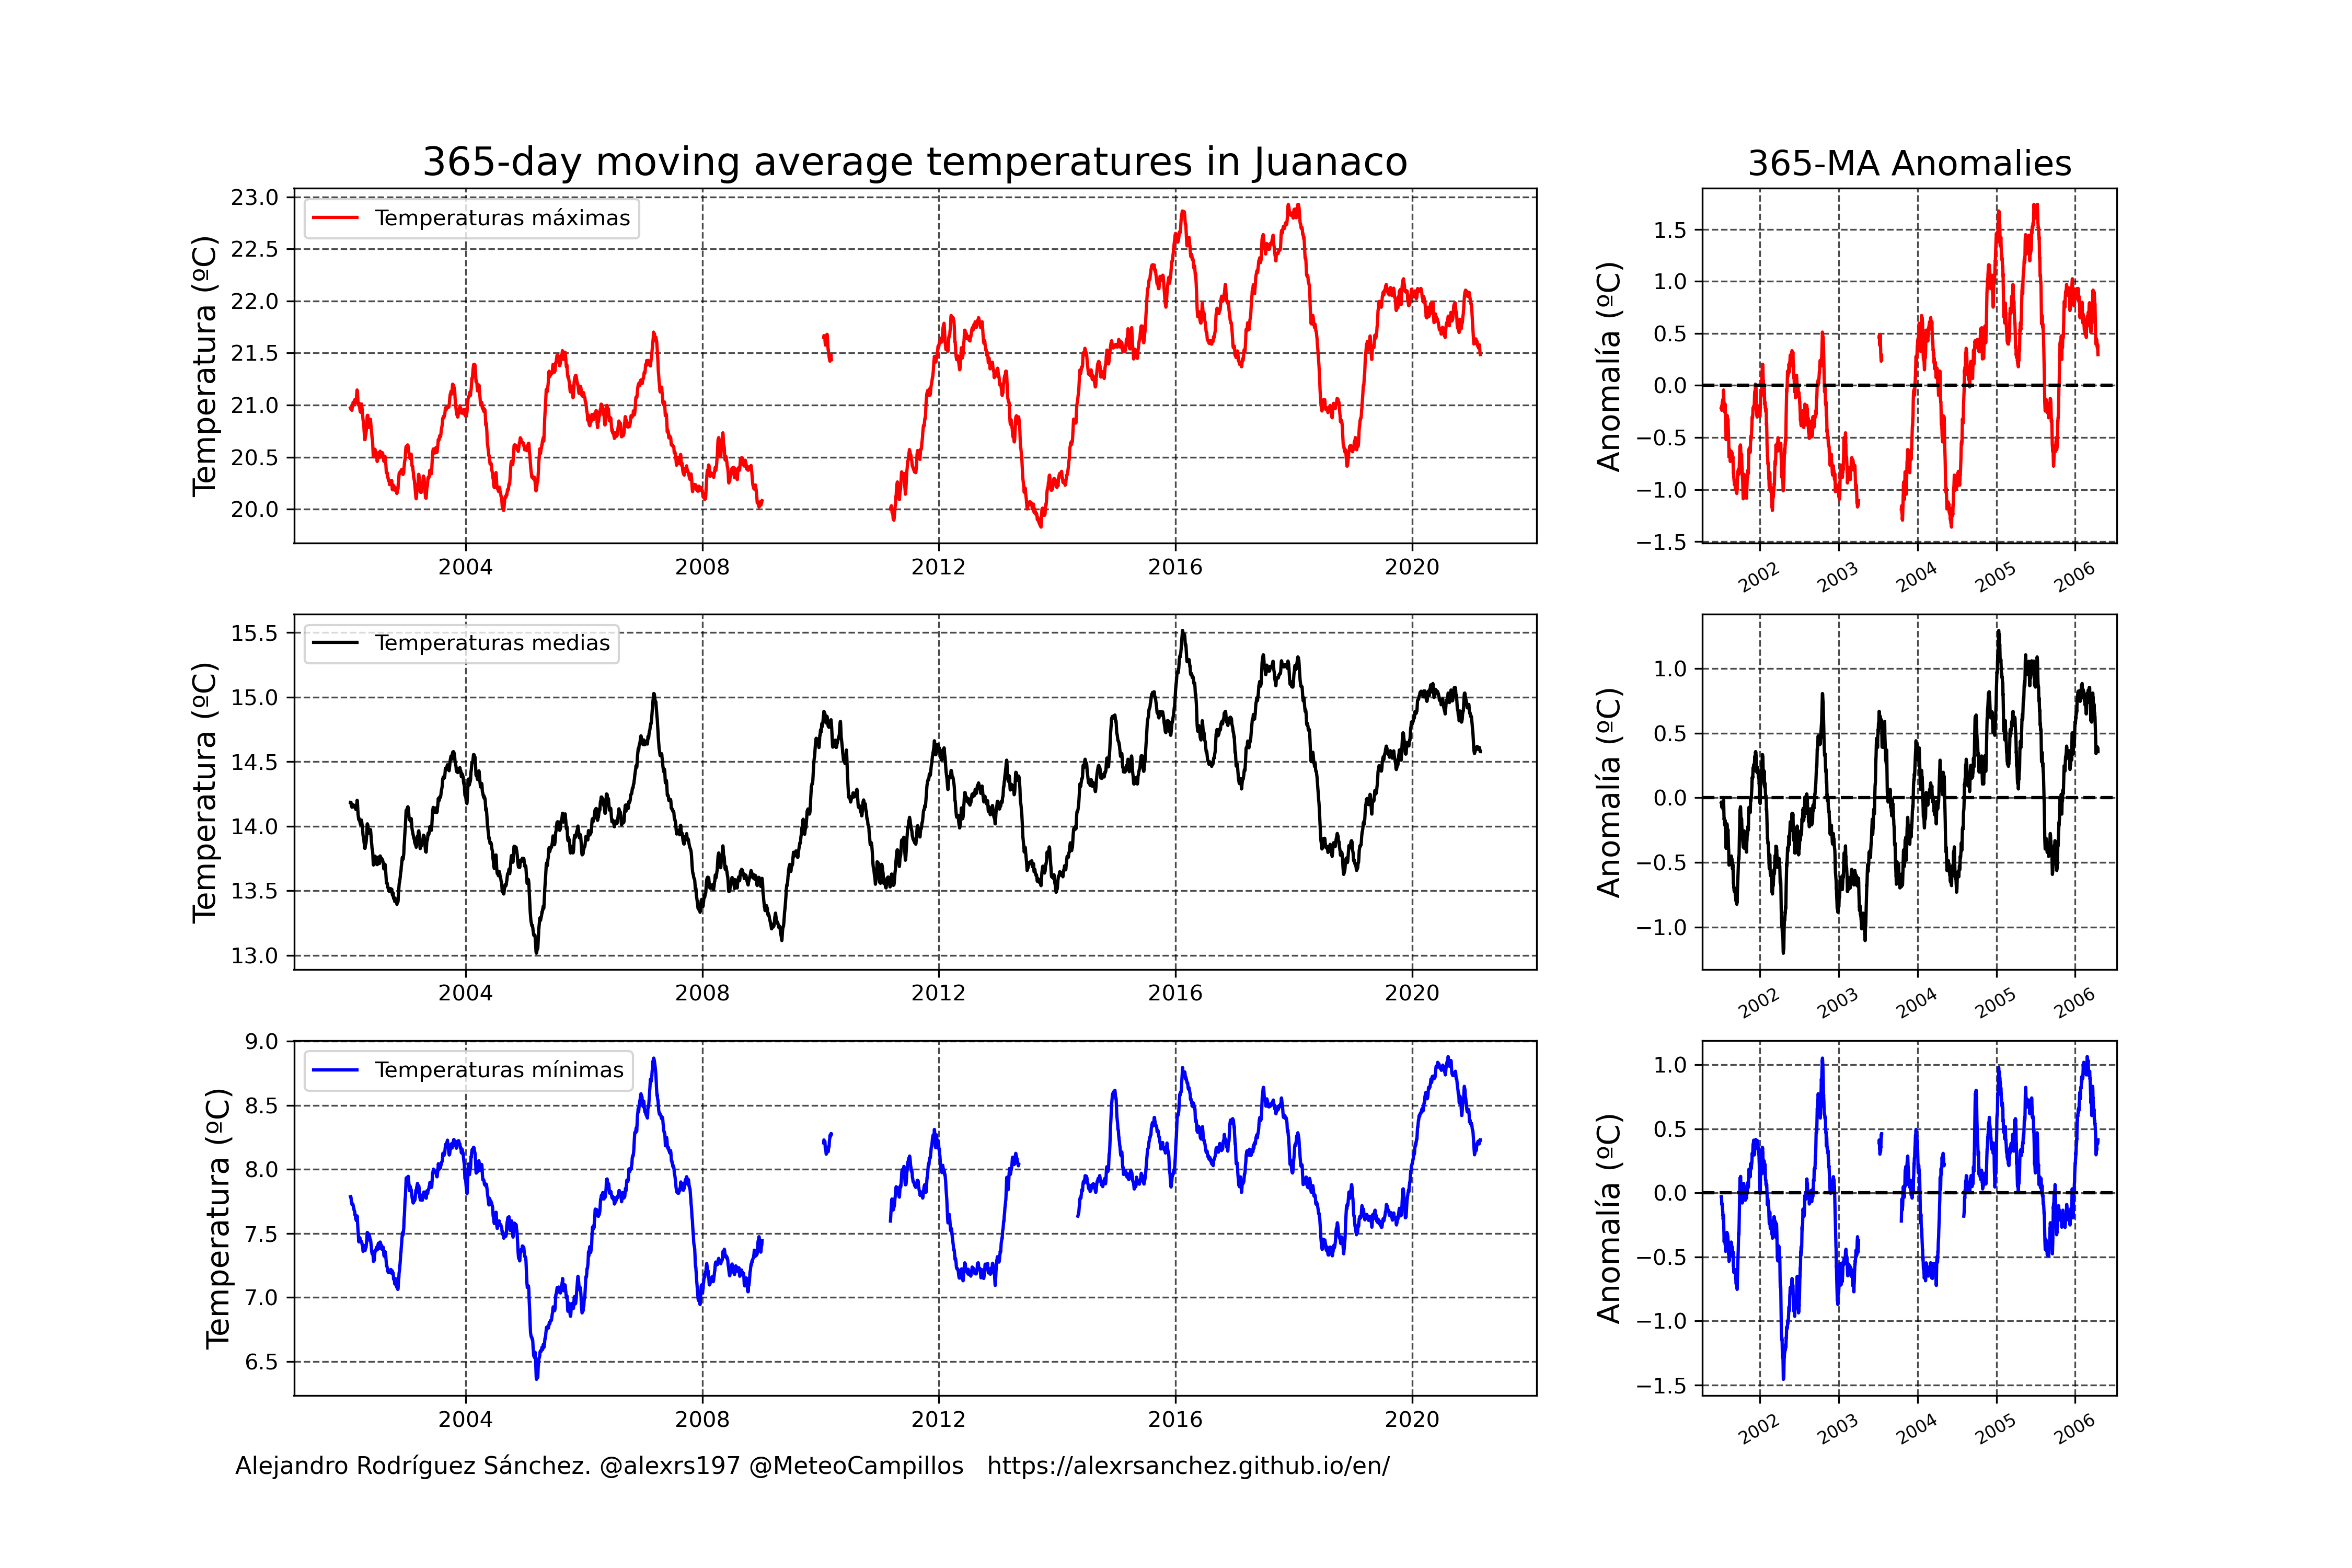 365-day moving average temperatures in Juanaco
365-MA Anomalies
Temperatura (ºC)
23.0
22.5
22.0
21.5
21.0
20.5
20.0
Temperaturas máximas
2004 2008 2012 2016 2020
Anomalía (ºC)
1.5
1.0
0.5
0.0
−0.5
−1.0
−1.5
2002 2003 2004 2005 2006
Temperatura (ºC)
15.5
15.0
14.5
14.0
13.5
13.0
Temperaturas medias
2004 2008 2012 2016 2020
Anomalía (ºC)
1.0
0.5
0.0
−0.5
−1.0
2002 2003 2004 2005 2006
Temperatura (ºC)
9.0
8.5
8.0
7.5
7.0
6.5
Temperaturas mínimas
2004 2008 2012 2016 2020
Anomalía (ºC)
1.0
0.5
0.0
−0.5
−1.0
−1.5
2002 2003 2004 2005 2006
Alejandro Rodríguez Sánchez. @alexrs197 @MeteoCampillos https://alexrsanchez.github.io/en/